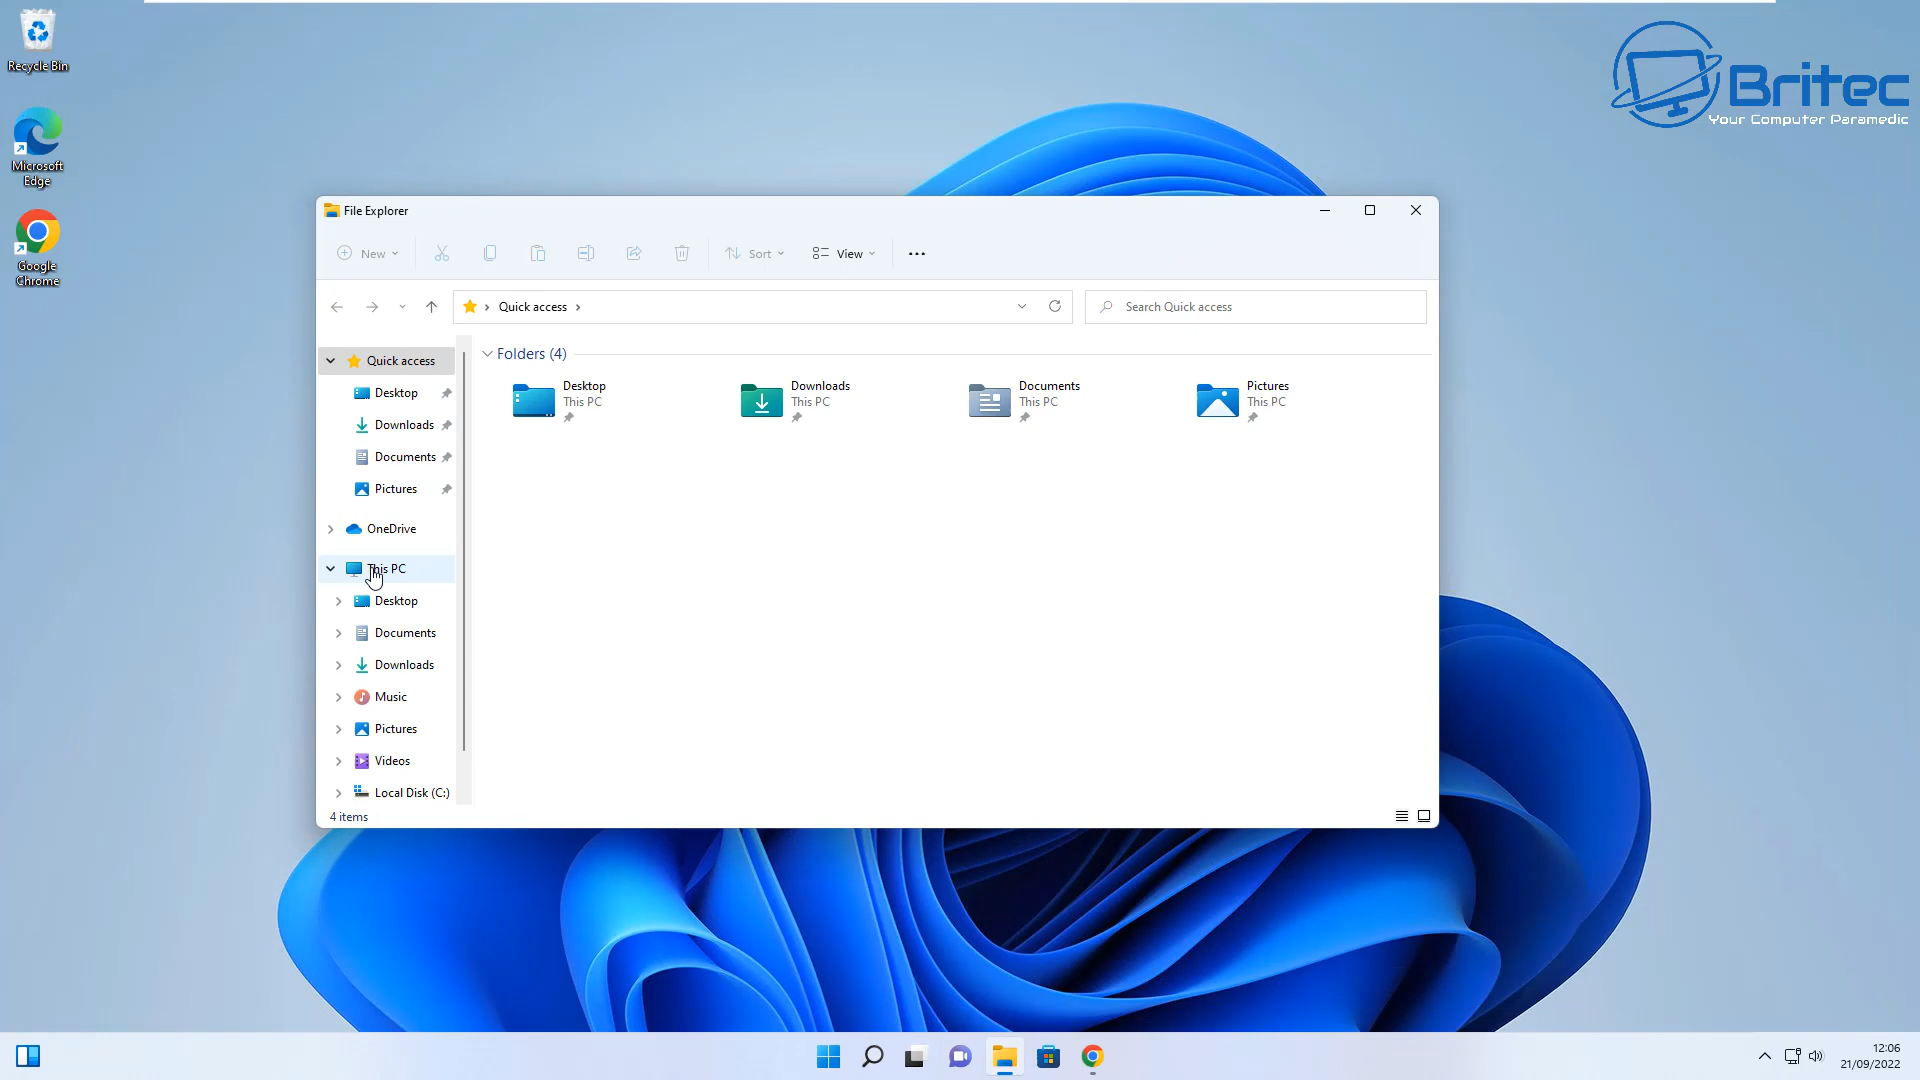 Recycle Bin
Microsoft
Edge
Google
Chrome
Britec
Your Computer Paramedic
File Explorer
New
Sort
View
Quick access
Search Quick access
Quick access
Desktop
Downloads
Documents
Pictures
OneDrive
This PC
Desktop
Documents
Downloads
Music
Pictures
Videos
Local Disk (C:)
Folders (4)
Desktop
This PC
Downloads
This PC
Documents
This PC
Pictures
This PC
4 items
12:06
21/09/2022